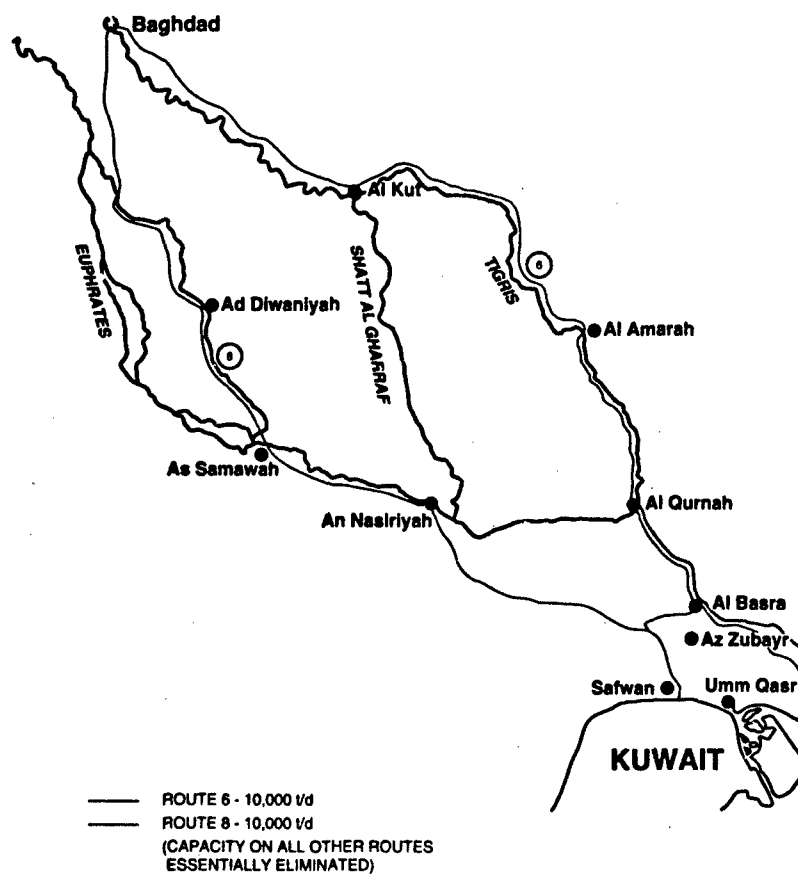 Baghdad
Al Kut
EUPHRATES
SHATT AL GHARRAF
TIGRIS
6
Ad Diwaniyah
Al Amarah
8
As Samawah
An Nasiriyah
Al Qurnah
Al Basra
Az Zubayr
Safwan
Umm Qasr
KUWAIT
ROUTE 6 - 10,000 t/d
ROUTE 8 - 10,000 t/d
(CAPACITY ON ALL OTHER ROUTES
ESSENTIALLY ELIMINATED)